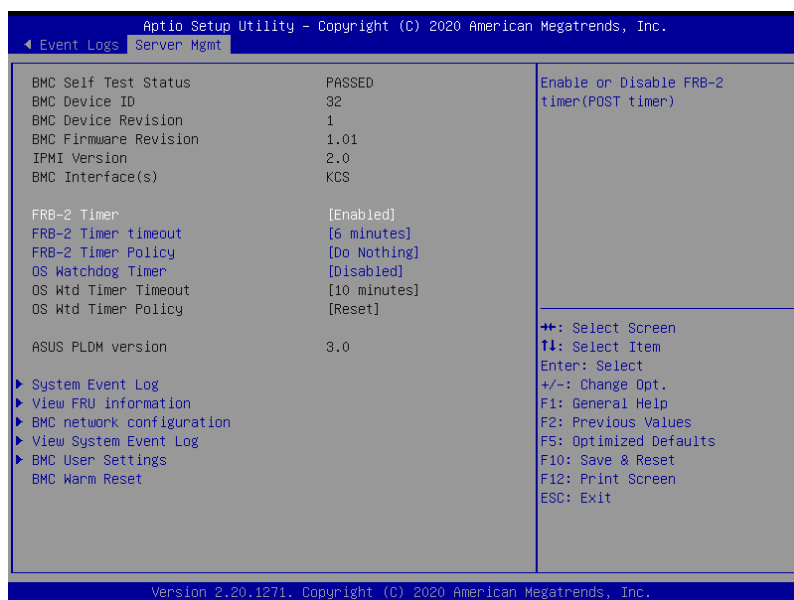 Aptio Setup Utility – Copyright (C) 2020 American Megatrends, Inc.
Event Logs Server Mgmt
BMC Self Test Status PASSED
BMC Device ID 32
BMC Device Revision 1
BMC Firmware Revision 1.01
IPMI Version 2.0
BMC Interface(s) KCS
FRB-2 Timer [Enabled]
FRB-2 Timer timeout [6 minutes]
FRB-2 Timer Policy [Do Nothing]
OS Watchdog Timer [Disabled]
OS Wtd Timer Timeout [10 minutes]
OS Wtd Timer Policy [Reset]
ASUS PLDM version 3.0
System Event Log
View FRU information
BMC network configuration
View System Event Log
BMC User Settings
BMC Warm Reset
Enable or Disable FRB-2
timer(POST timer)
→←: Select Screen
↑↓: Select Item
Enter: Select
+/-: Change Opt.
F1: General Help
F2: Previous Values
F5: Optimized Defaults
F10: Save & Reset
F12: Print Screen
ESC: Exit
Version 2.20.1271. Copyright (C) 2020 American Megatrends, Inc.